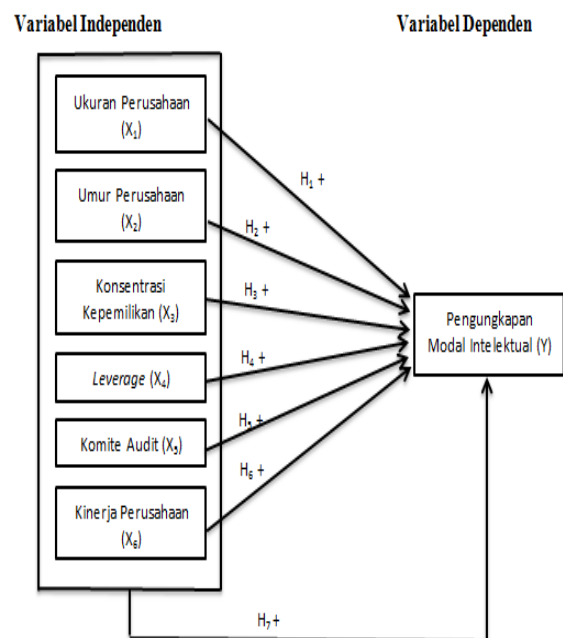 Variabel Independen
Variabel Dependen
Ukuran Perusahaan
(X₁)
H₁ +
Umur Perusahaan
(X₂)
H₂ +
Konsentrasi
Kepemilikan (X₃)
H₃ +
Pengungkapan
Modal Intelektual (Y)
Leverage (X₄)
H₄ +
Komite Audit (X₅)
H₅ +
Kinerja Perusahaan
(X₆)
H₆ +
H₇ +